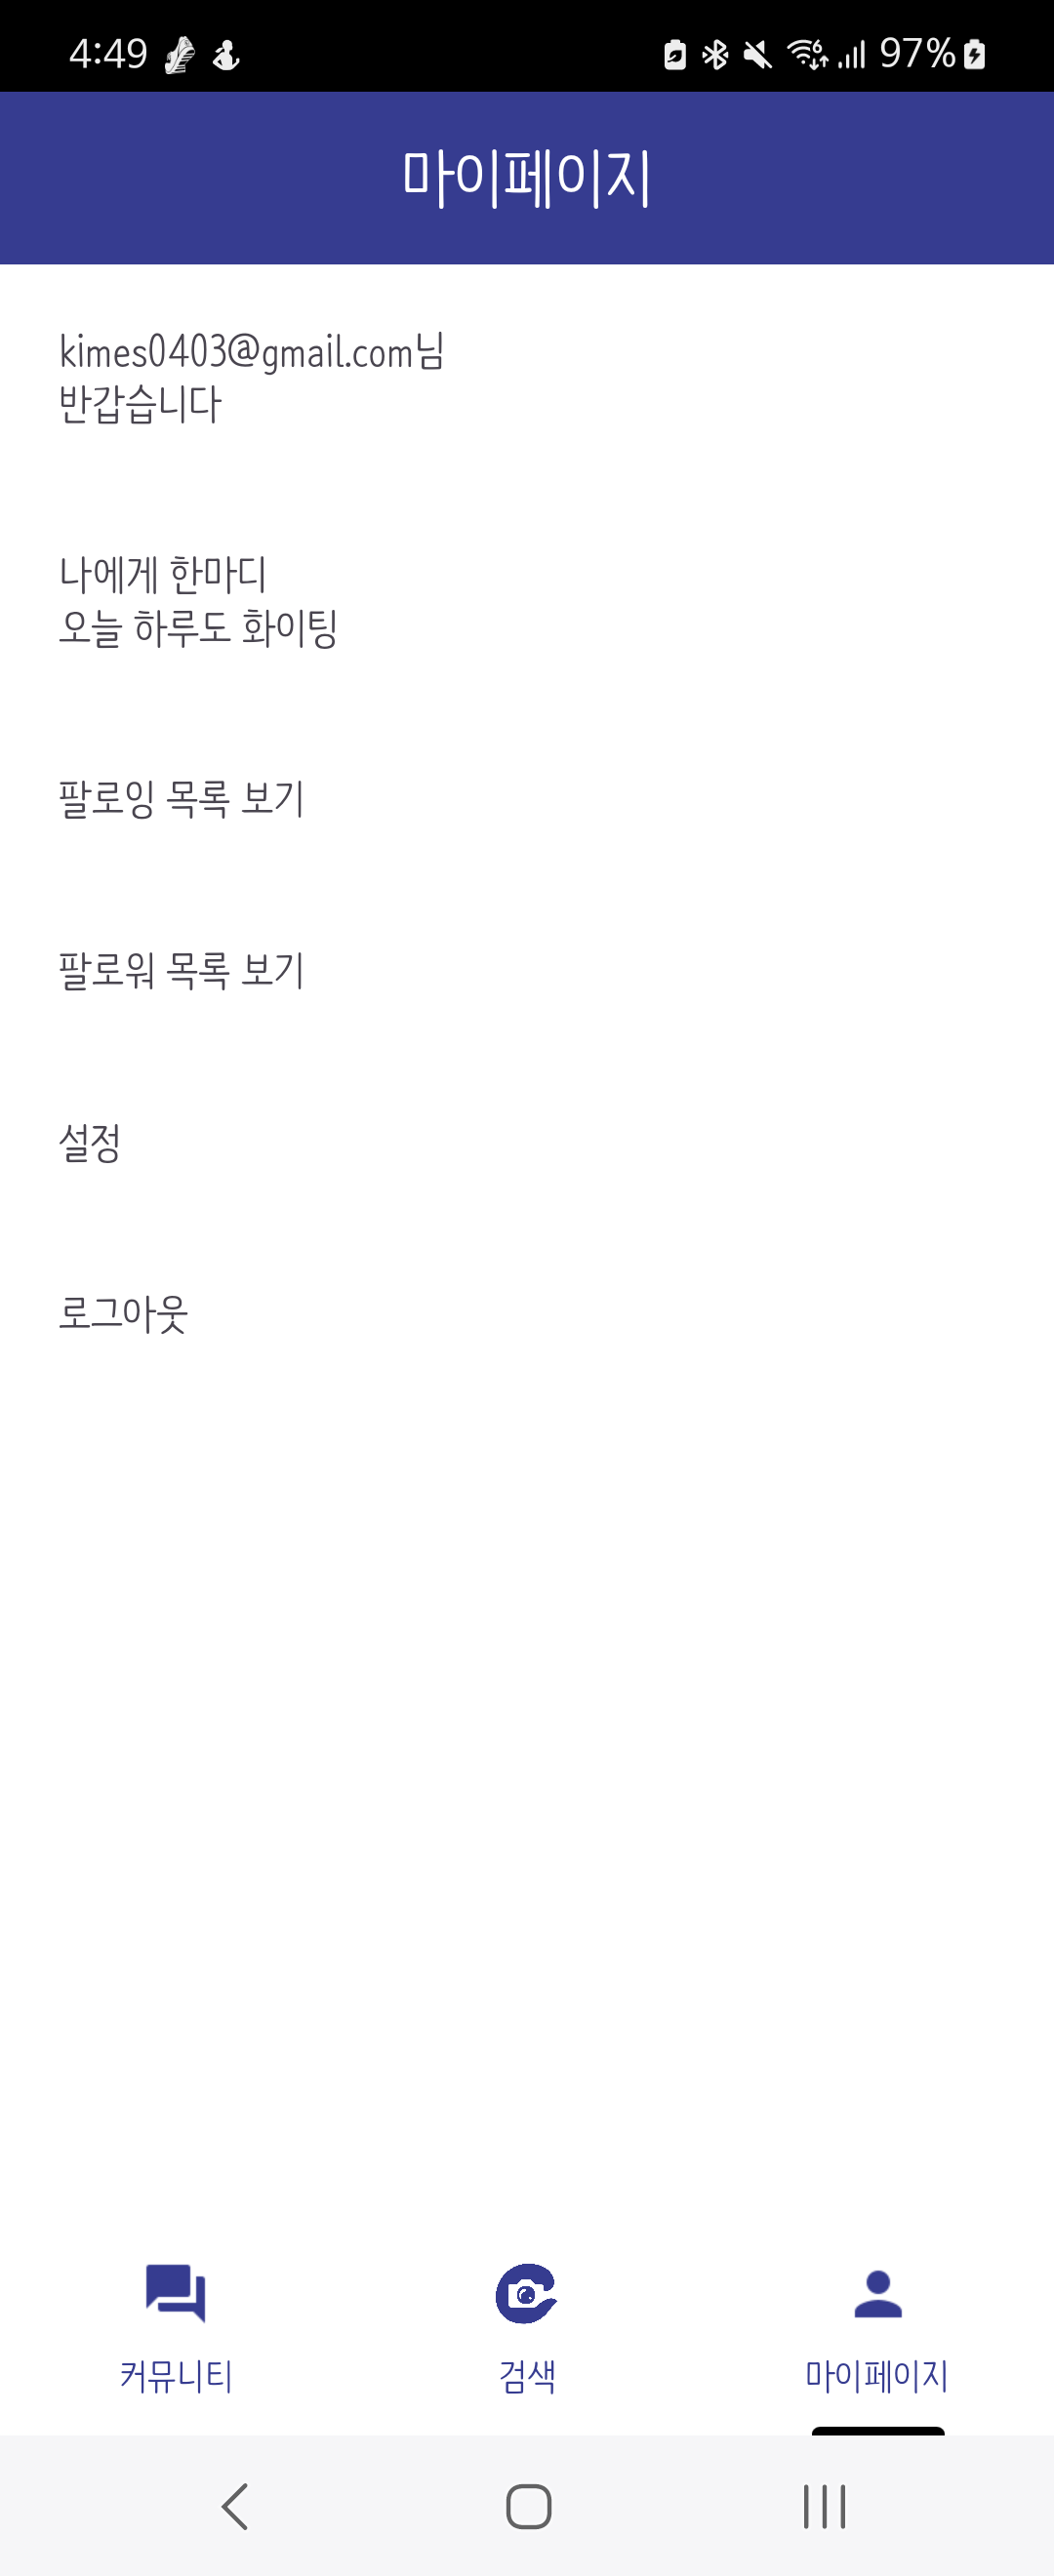 4:49 97%
마이페이지
kimes0403@gmail.com님
반갑습니다
나에게 한마디
오늘 하루도 화이팅
팔로잉 목록 보기
팔로워 목록 보기
설정
로그아웃
커뮤니티 검색 마이페이지